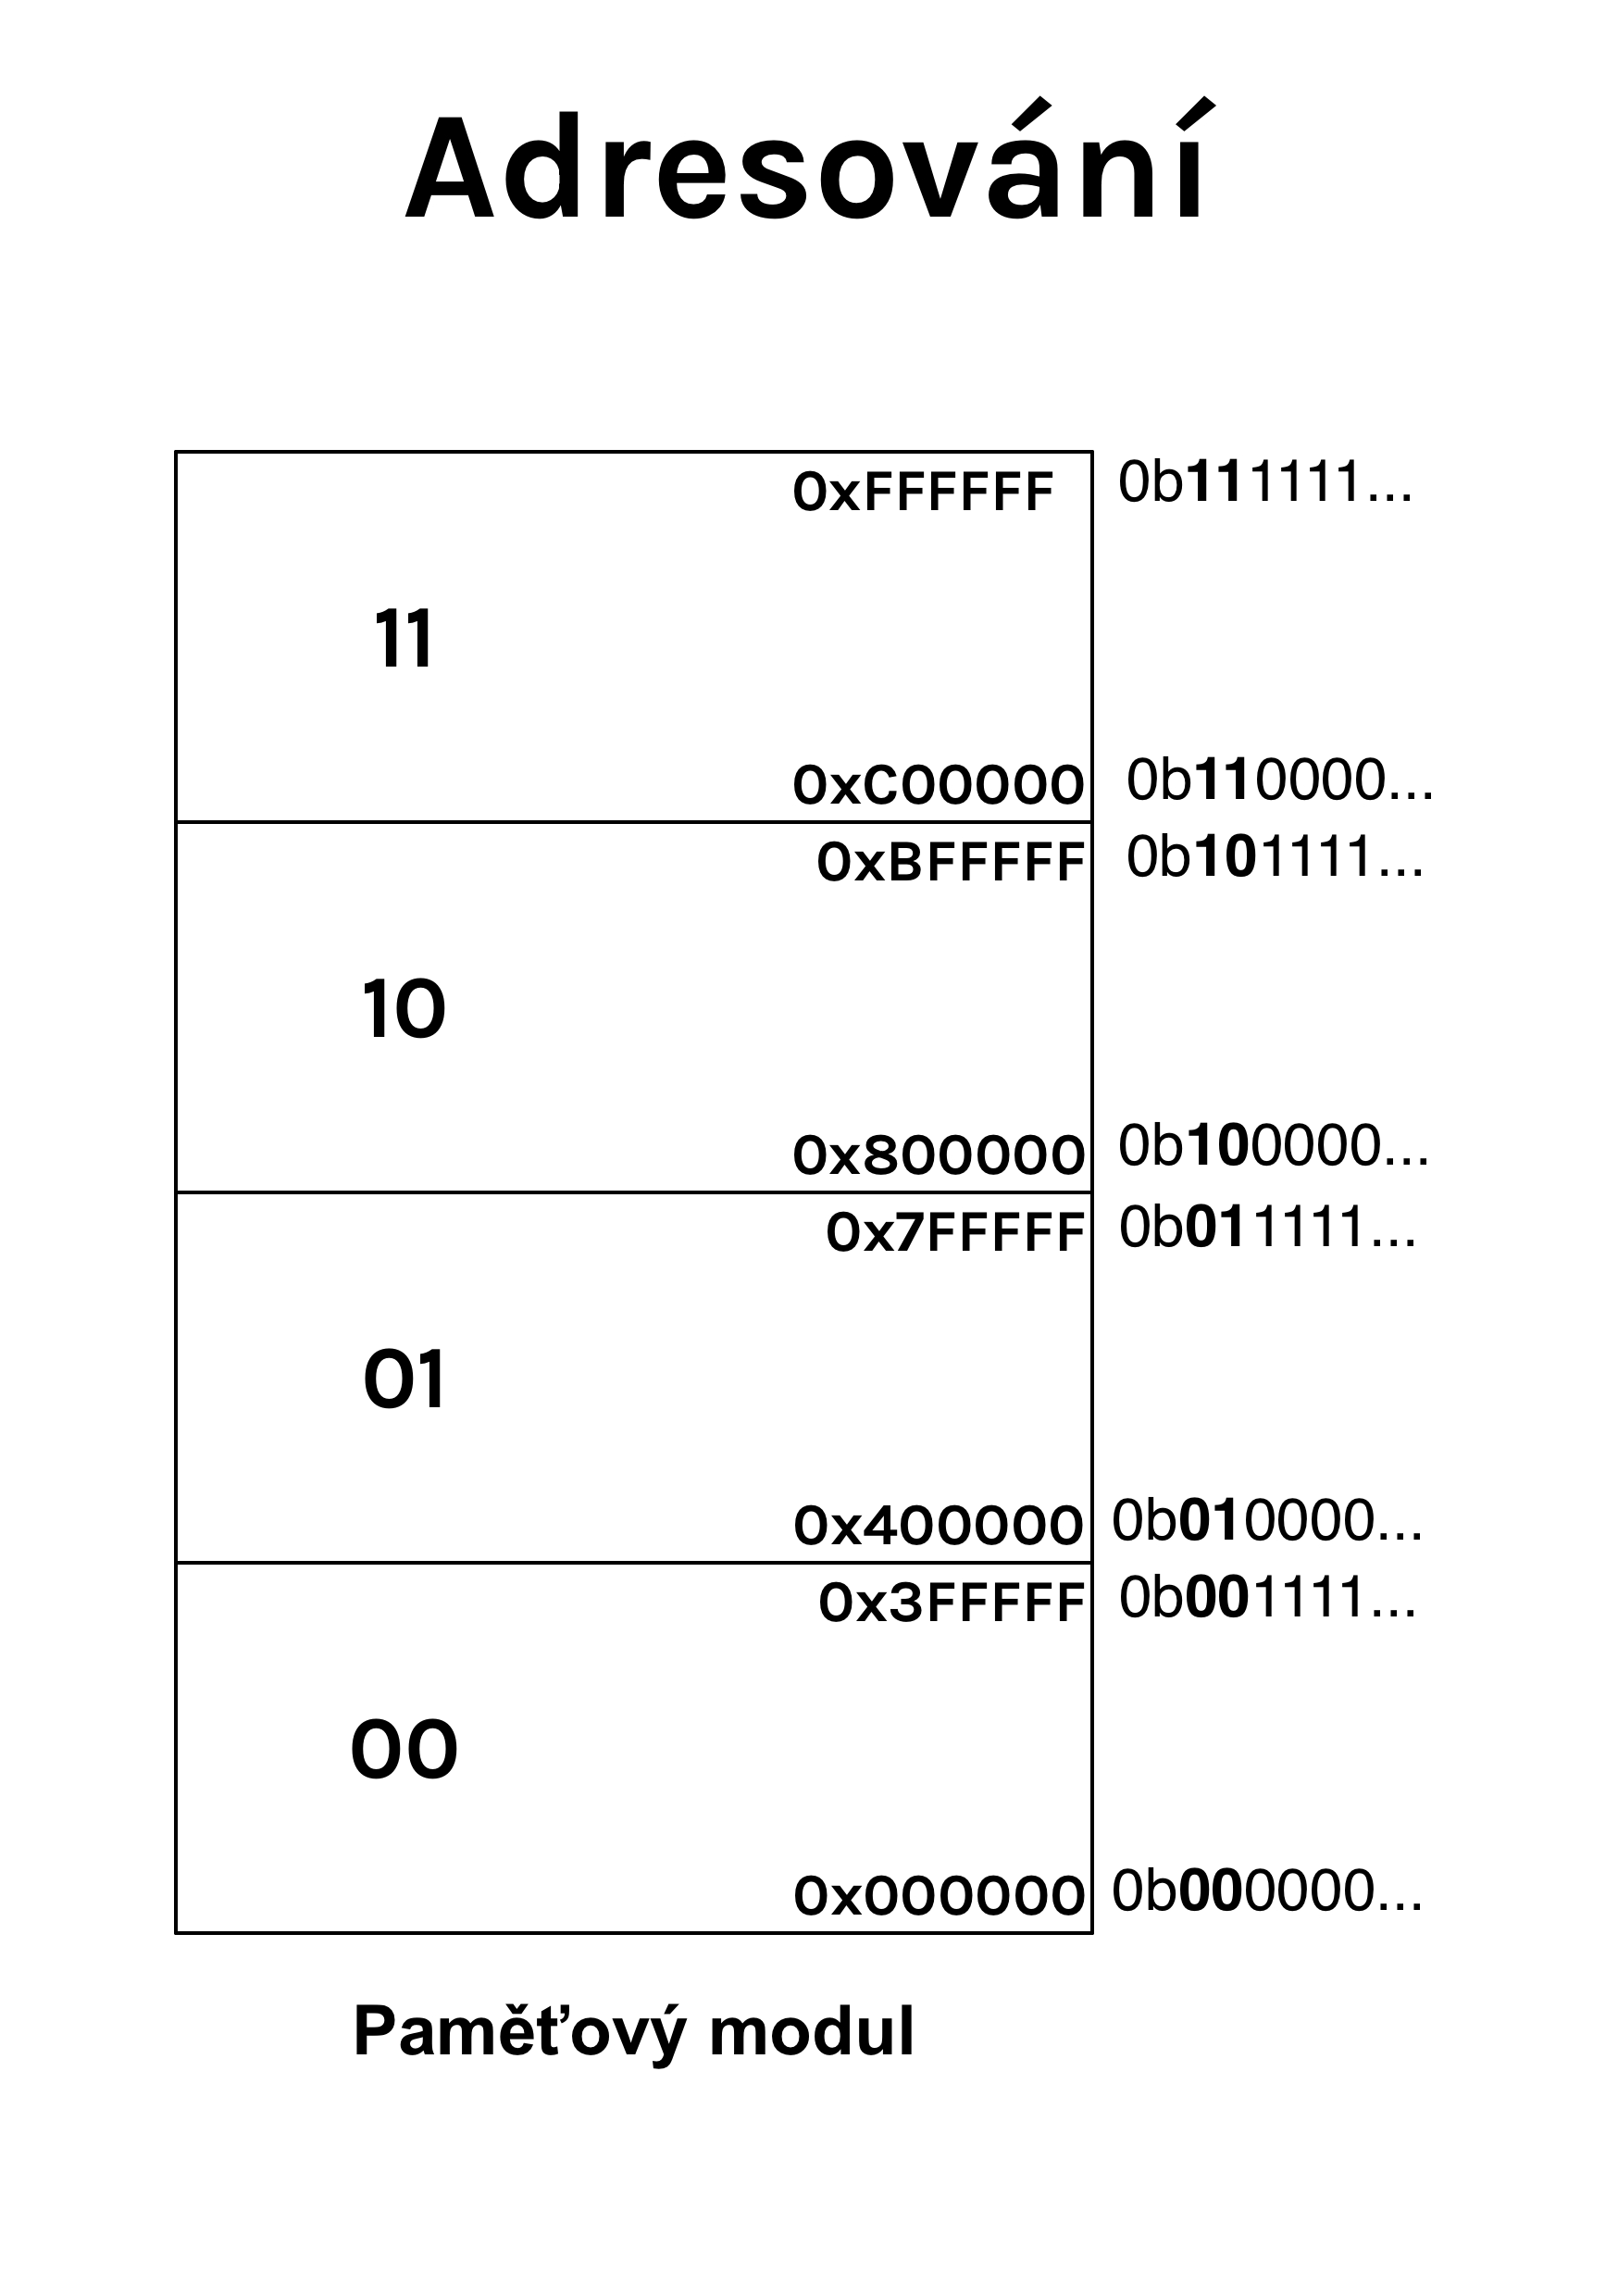 Adresování
0xFFFFFF 0b111111...
11
0xC00000 0b110000...
0xBFFFFF 0b101111...
10
0x800000 0b100000...
0x7FFFFF 0b011111...
01
0x400000 0b010000...
0x3FFFFF 0b001111...
00
0x000000 0b000000...
Paměťový modul